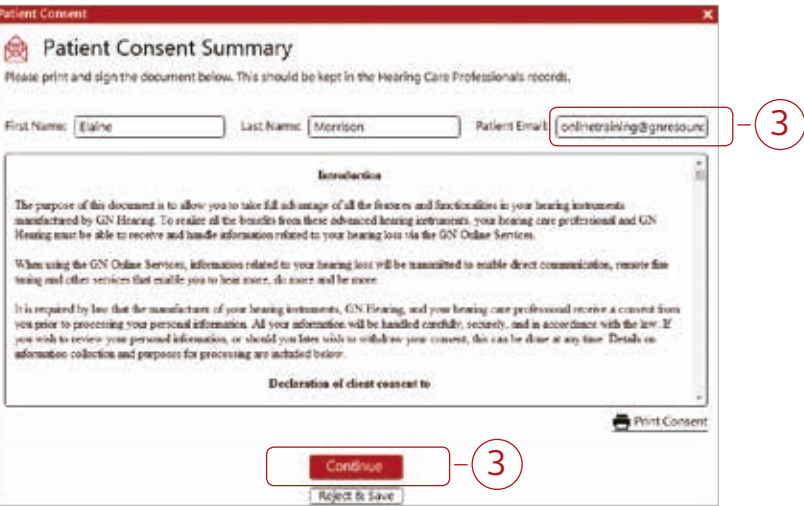 Patient Consent
×
Patient Consent Summary
Please print and sign the document below. This should be kept in the Hearing Care Professionals records.
First Name: Elaine Last Name: Morrison Patient Email: onlinetraining@gnresound
3
Introduction
The purpose of this document is to allow you to take full advantage of all the features and functionalities in your hearing instruments
manufactured by GN Hearing. To realize all the benefits from these advanced hearing instruments, your hearing care professional and GN
Hearing must be able to receive and handle information related to your hearing loss via the GN Online Services.
When using the GN Online Services, information related to your hearing loss will be transmitted to enable direct communication, remote fine
tuning and other services that enable you to hear more, do more and be more.
It is required by law that the manufacturer of your hearing instruments, GN Hearing, and your hearing care professional receive a consent from
you prior to processing your personal information. All your information will be handled carefully, securely, and in accordance with the law. If
you wish to review your personal information, or should you later wish to withdraw your consent, this can be done at any time. Details on
information collection and purposes for processing are included below.
Declaration of client consent to
Print Consent
Continue
3
Reject & Save